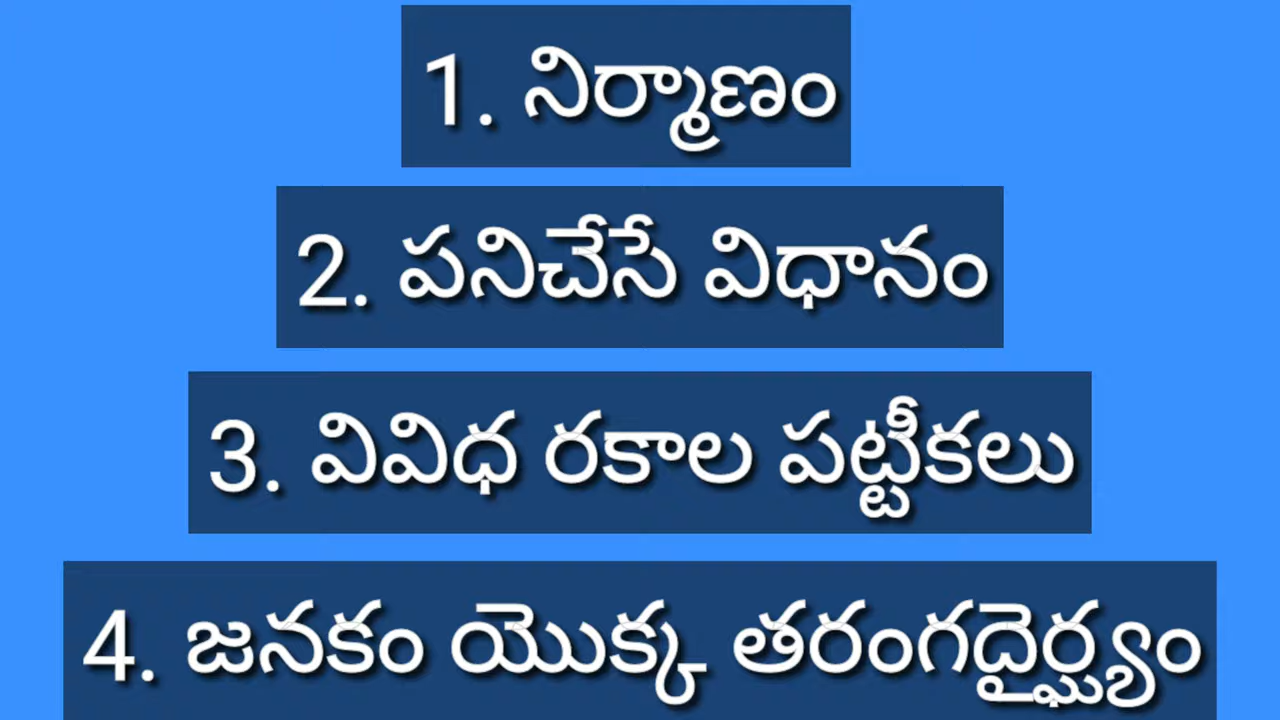 1. నిర్మాణం
2. పనిచేసే విధానం
3. వివిధ రకాల పట్టీకలు
4. జనకం యొక్క తరంగదైర్ఘ్యం